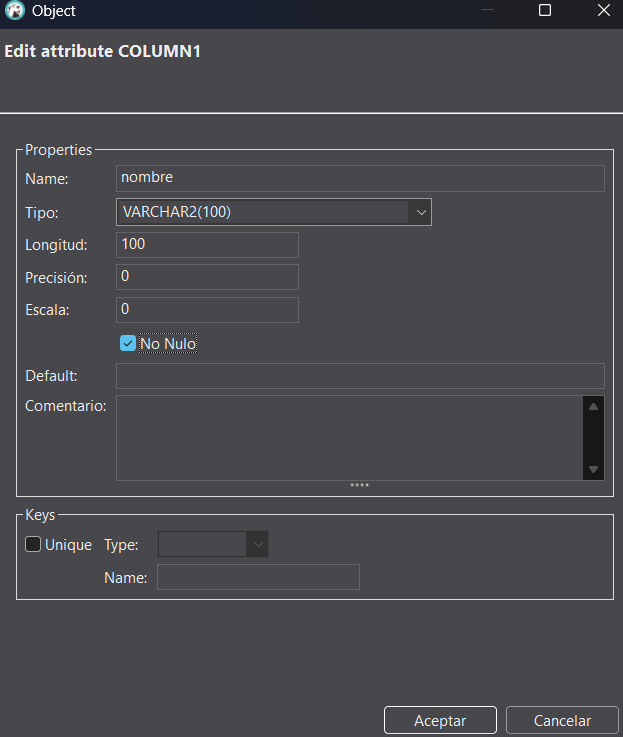 Object
Edit attribute COLUMN1
Properties
Name: nombre
Tipo: VARCHAR2(100)
Longitud: 100
Precisión: 0
Escala: 0
No Nulo
Default:
Comentario:
Keys
Unique Type:
Name:
Aceptar Cancelar